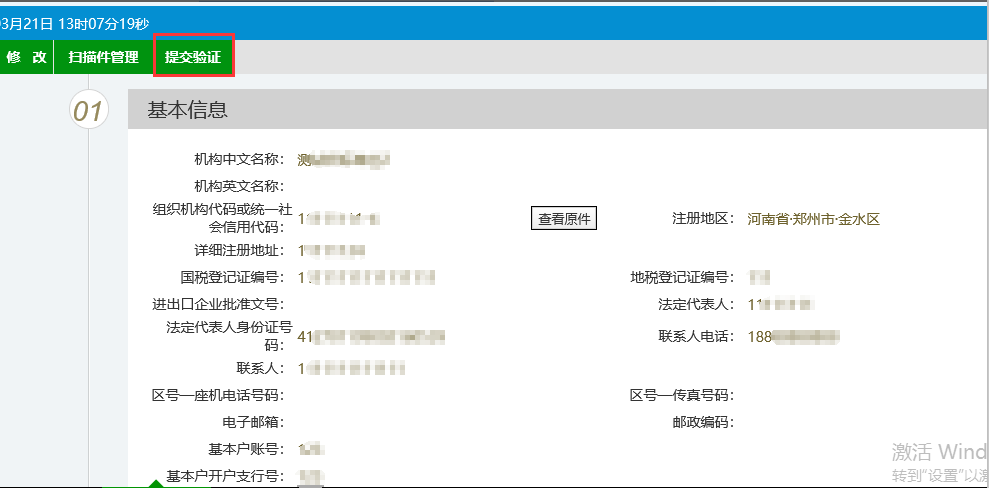 03月21日 13时07分19秒
修 改 扫描件管理 提交验证
01 基本信息
机构中文名称： 测
机构英文名称：
组织机构代码或统一社
会信用代码： 1 查看原件 注册地区： 河南省·郑州市·金水区
详细注册地址： 1
国税登记证编号： 1 地税登记证编号：
进出口企业批准文号： 法定代表人： 11
法定代表人身份证号
码： 41 联系人电话： 188
联系人： 1
区号—座机电话号码： 区号—传真号码：
电子邮箱： 邮政编码：
基本户账号：
基本户开户支行号：
激活 Wind
转到"设置"以激